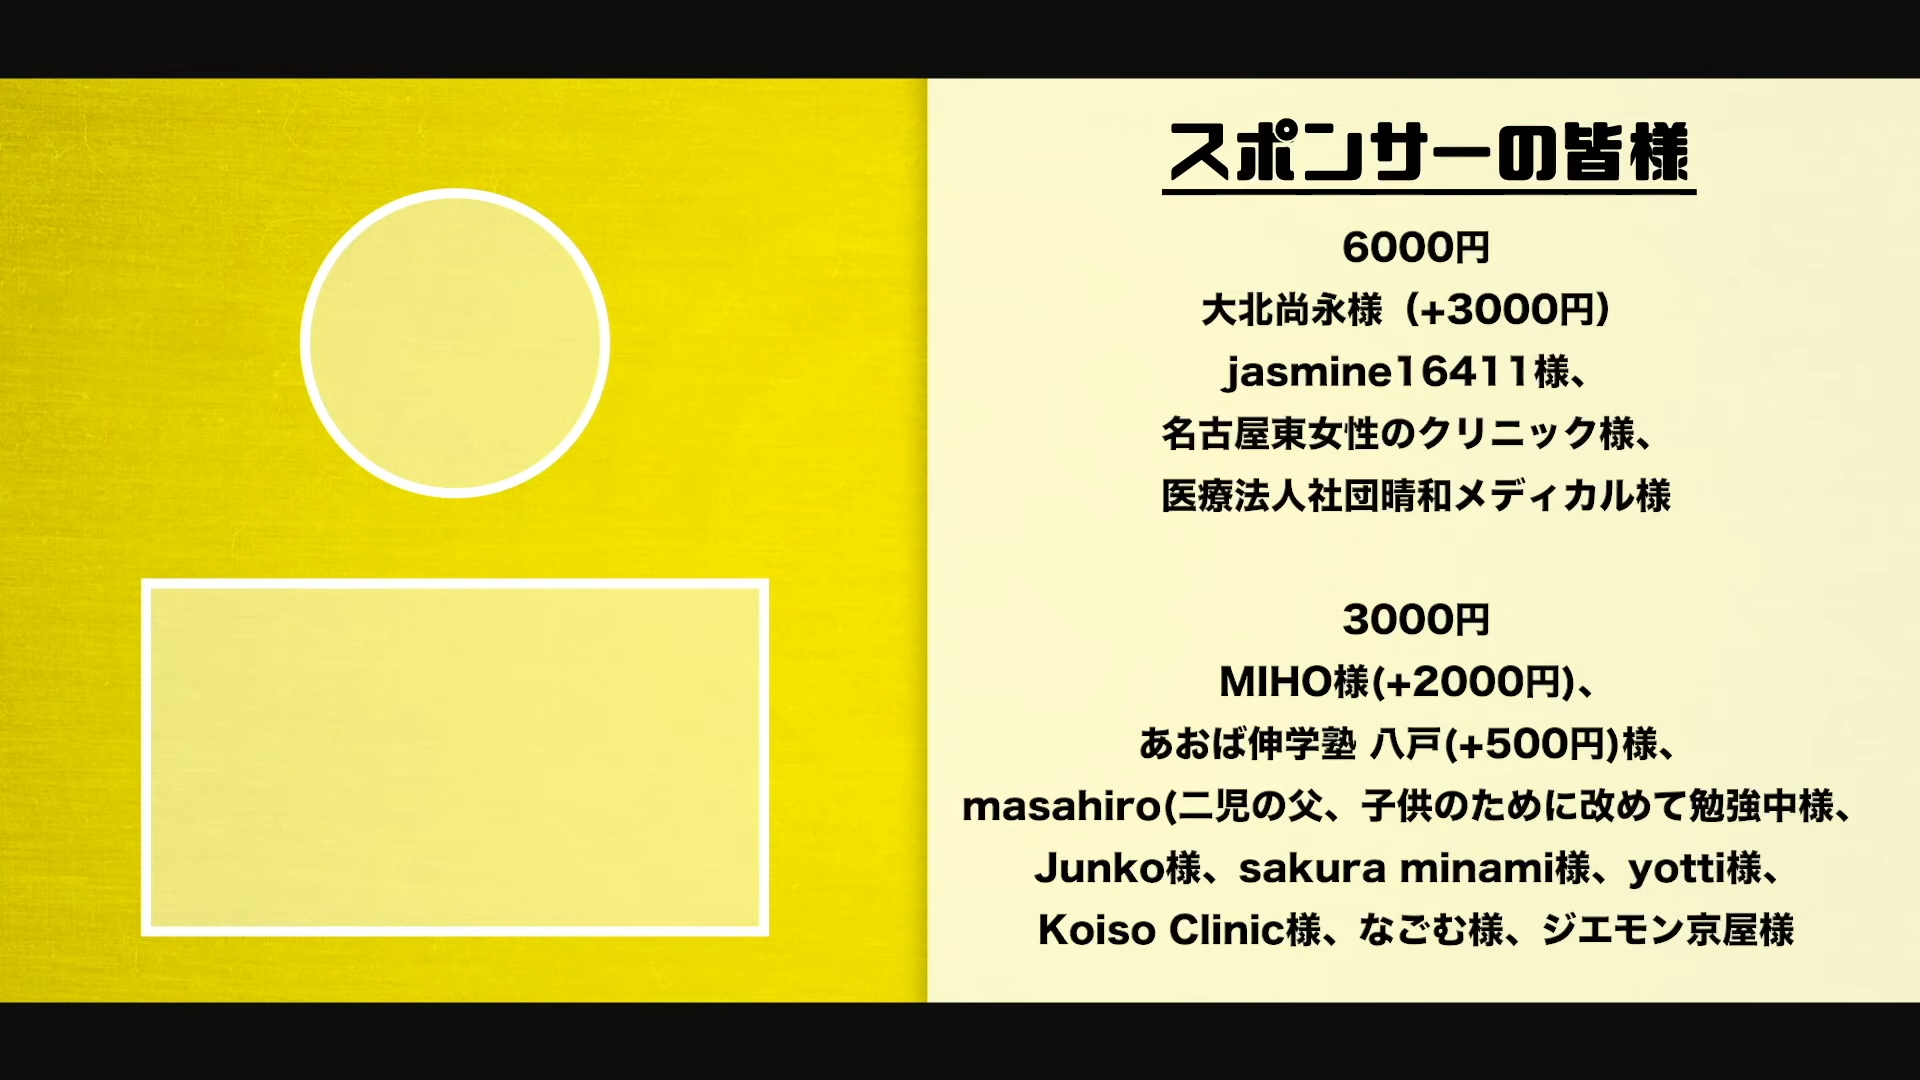 スポンサーの皆様
6000円
大北尚永様（+3000円）
jasmine16411様、
名古屋東女性のクリニック様、
医療法人社団晴和メディカル様
3000円
MIHO様(+2000円)、
あおば伸学塾 八戸(+500円)様、
masahiro(二児の父、子供のために改めて勉強中様、
Junko様、sakura minami様、yotti様、
Koiso Clinic様、なごむ様、ジエモン京屋様